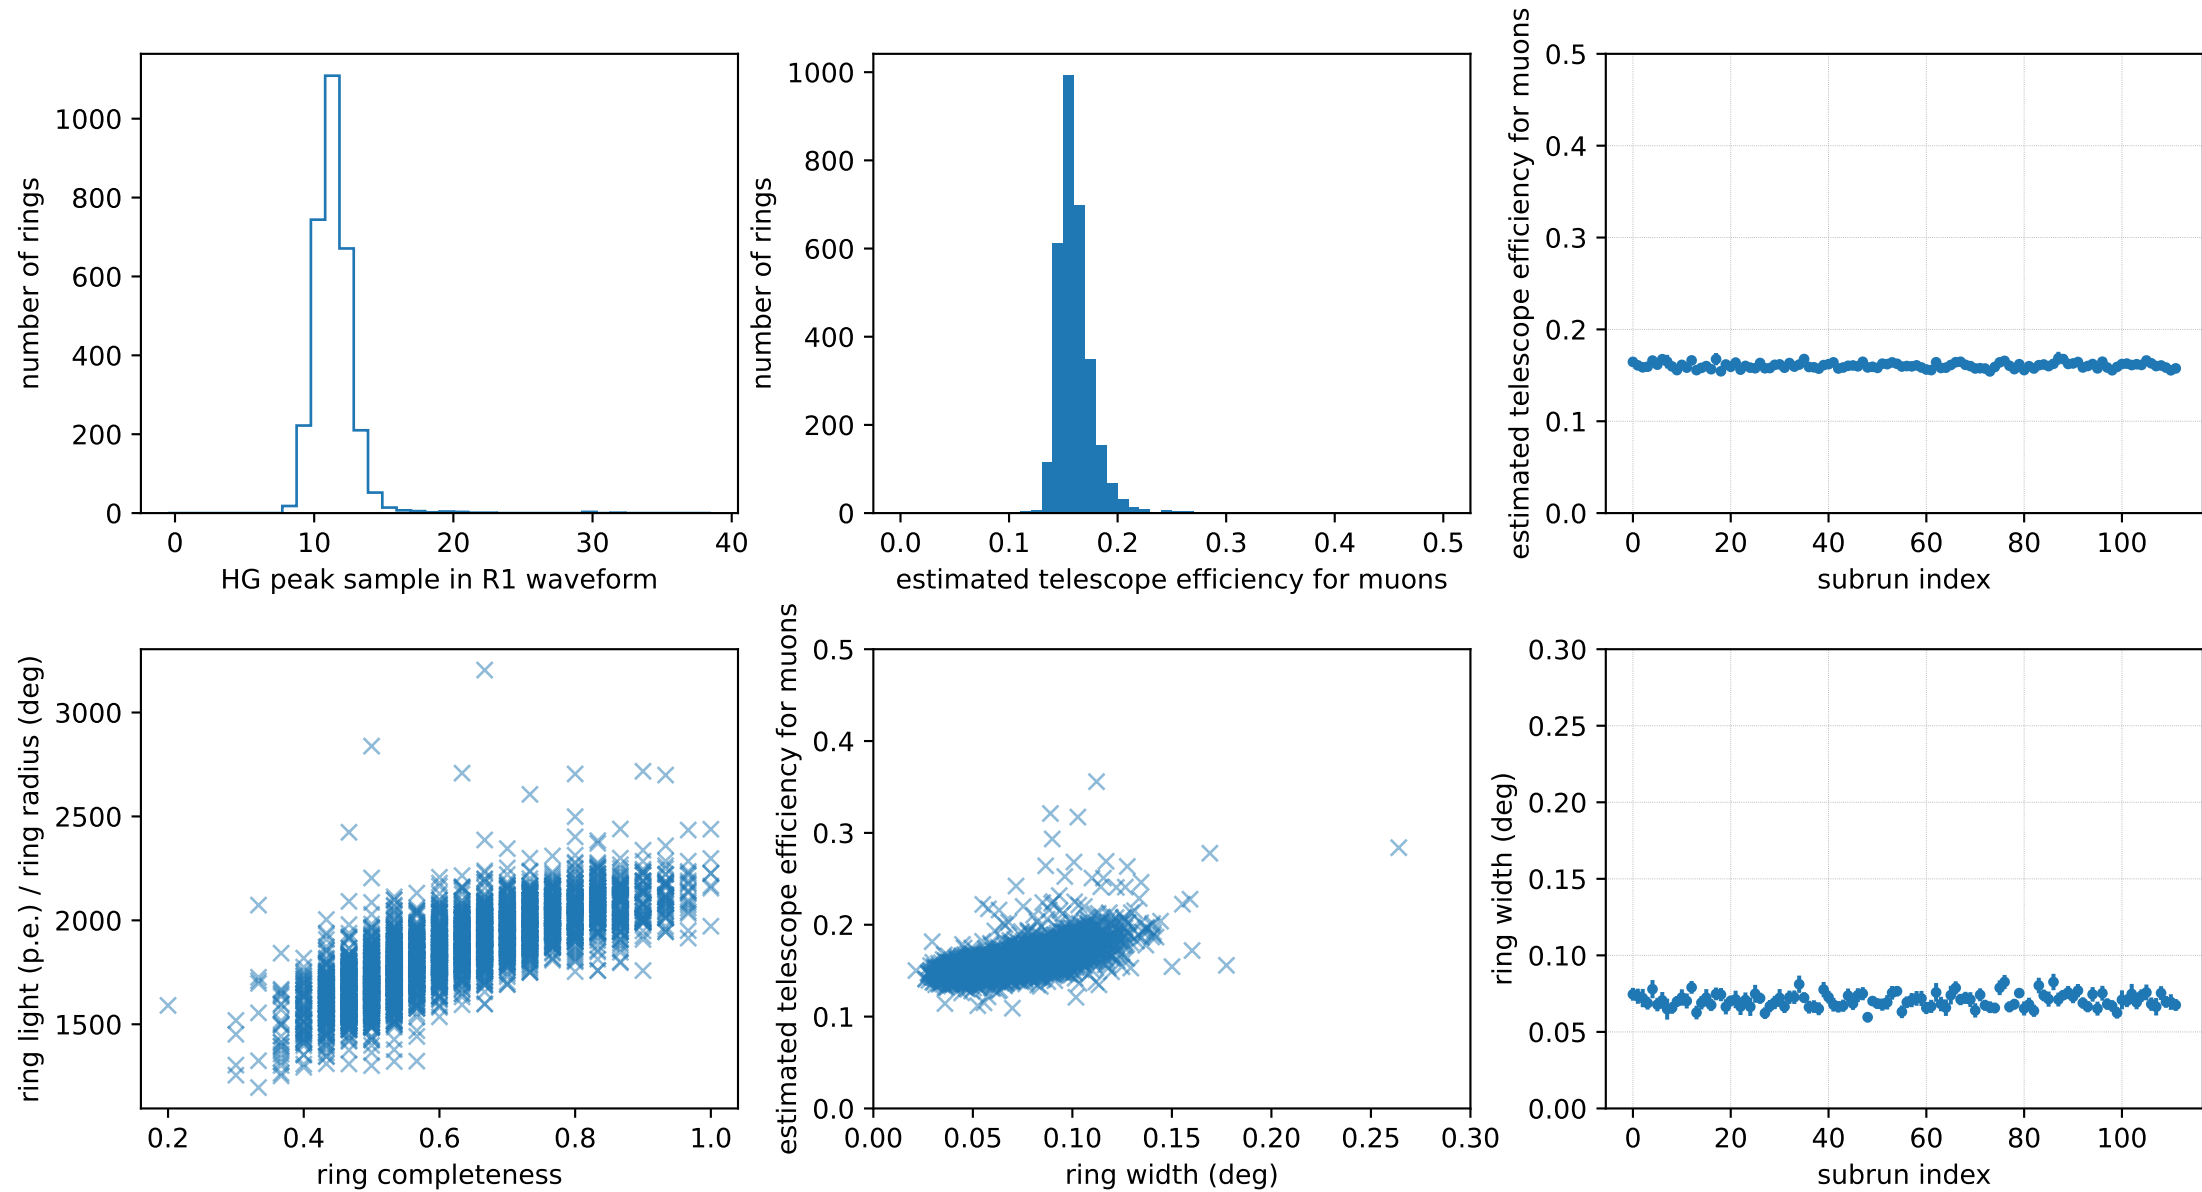 number of rings
1000
800
600
400
200
0
0 10 20 30 40
HG peak sample in R1 waveform
number of rings
1000
800
600
400
200
0
0.0 0.1 0.2 0.3 0.4 0.5
estimated telescope efficiency for muons
estimated telescope efficiency for muons
0.5
0.4
0.3
0.2
0.1
0.0
0 20 40 60 80 100
subrun index
ring light (p.e.) / ring radius (deg)
3000
2500
2000
1500
0.2 0.4 0.6 0.8 1.0
ring completeness
estimated telescope efficiency for muons
0.5
0.4
0.3
0.2
0.1
0.0
0.00 0.05 0.10 0.15 0.20 0.25 0.30
ring width (deg)
ring width (deg)
0.30
0.25
0.20
0.15
0.10
0.05
0.00
0 20 40 60 80 100
subrun index